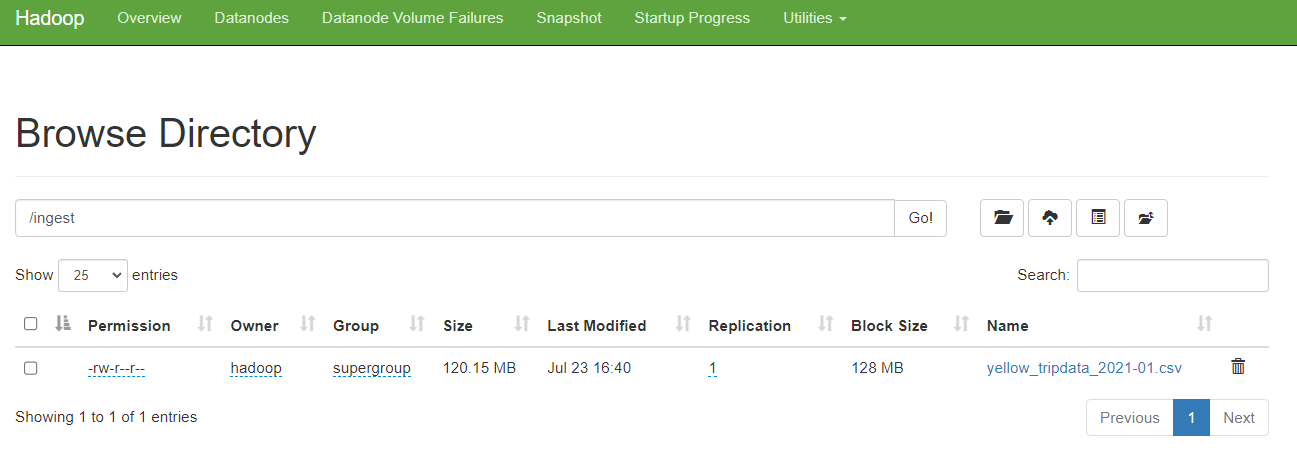 Hadoop Overview Datanodes Datanode Volume Failures Snapshot Startup Progress Utilities
Browse Directory
/ingest Go!
Show 25 entries Search:
Permission Owner Group Size Last Modified Replication Block Size Name
-rw-r--r-- hadoop supergroup 120.15 MB Jul 23 16:40 1 128 MB yellow_tripdata_2021-01.csv
Showing 1 to 1 of 1 entries Previous 1 Next